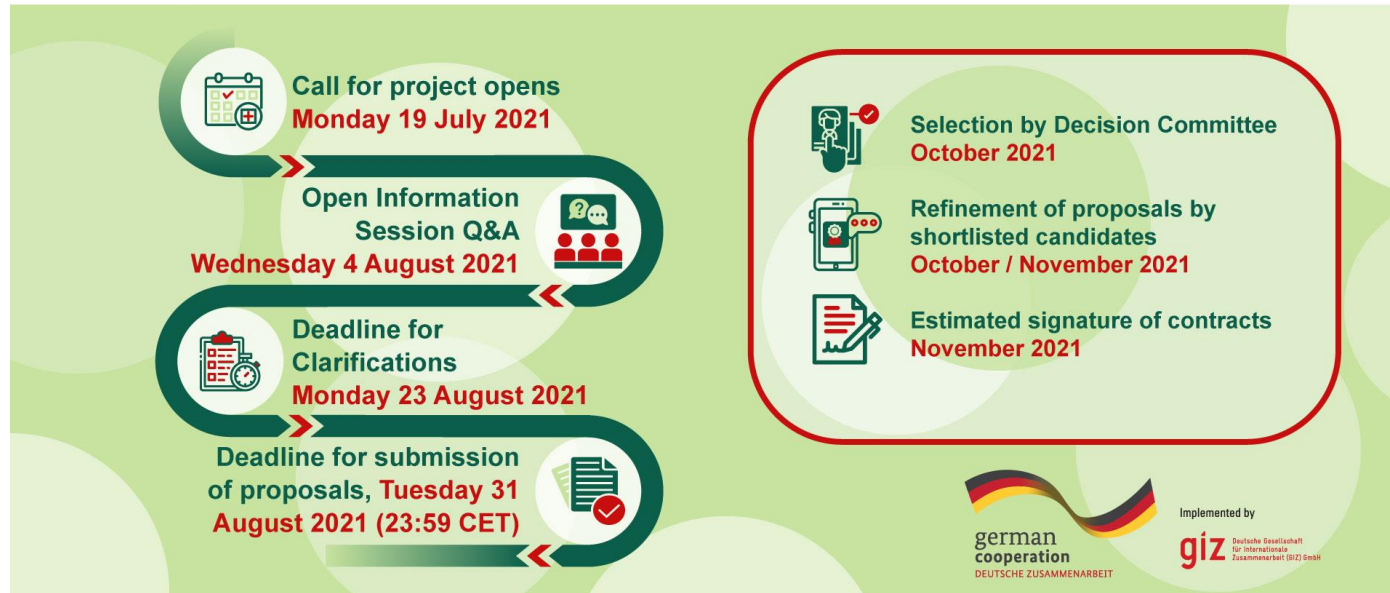 Call for project opens
Monday 19 July 2021
Open Information
Session Q&A
Wednesday 4 August 2021
Deadline for
Clarifications
Monday 23 August 2021
Deadline for submission
of proposals, Tuesday 31
August 2021 (23:59 CET)
Selection by Decision Committee
October 2021
Refinement of proposals by
shortlisted candidates
October / November 2021
Estimated signature of contracts
November 2021
german
cooperation
DEUTSCHE ZUSAMMENARBEIT
Implemented by
giz
Deutsche Gesellschaft
für Internationale
Zusammenarbeit (GIZ) GmbH